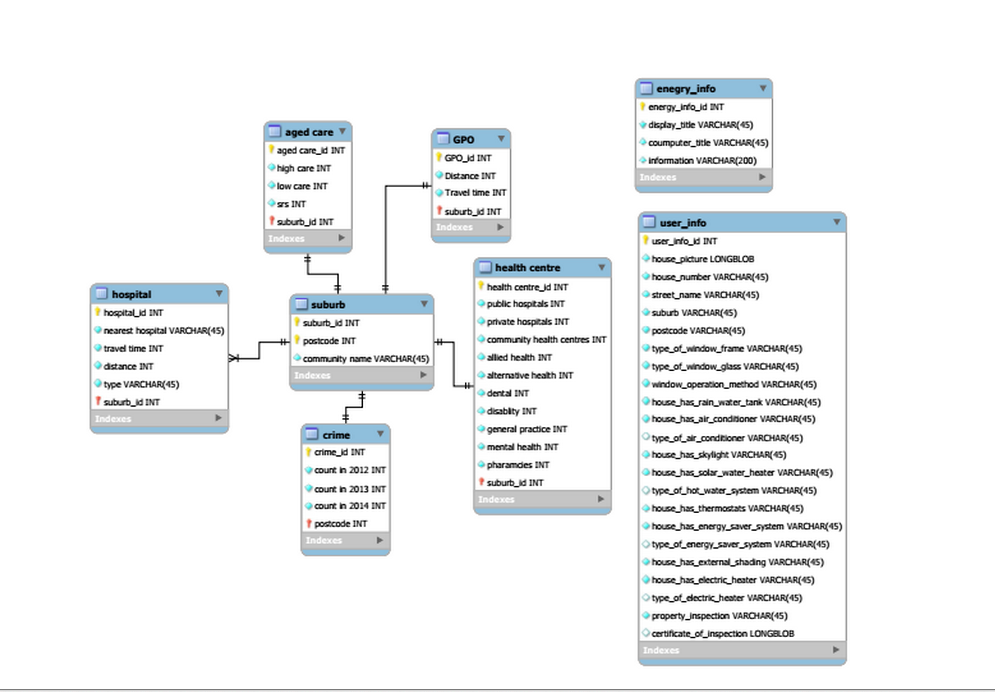 enegry_info
energy_info_id INT
display_title VARCHAR(45)
coumputer_title VARCHAR(45)
information VARCHAR(200)
Indexes
aged care
aged care_id INT
high care INT
low care INT
srs INT
suburb_id INT
Indexes
GPO
GPO_id INT
Distance INT
Travel time INT
suburb_id INT
Indexes
user_info
user_info_id INT
house_picture LONGBLOB
house_number VARCHAR(45)
street_name VARCHAR(45)
suburb VARCHAR(45)
postcode VARCHAR(45)
type_of_window_frame VARCHAR(45)
type_of_window_glass VARCHAR(45)
window_operation_method VARCHAR(45)
house_has_rain_water_tank VARCHAR(45)
house_has_air_conditioner VARCHAR(45)
type_of_air_conditioner VARCHAR(45)
house_has_skylight VARCHAR(45)
house_has_solar_water_heater VARCHAR(45)
type_of_hot_water_system VARCHAR(45)
house_has_thermostats VARCHAR(45)
house_has_energy_saver_system VARCHAR(45)
type_of_energy_saver_system VARCHAR(45)
house_has_external_shading VARCHAR(45)
house_has_electric_heater VARCHAR(45)
type_of_electric_heater VARCHAR(45)
property_inspection VARCHAR(45)
certificate_of_inspection LONGBLOB
Indexes
hospital
hospital_id INT
nearest hospital VARCHAR(45)
travel time INT
distance INT
type VARCHAR(45)
suburb_id INT
Indexes
suburb
suburb_id INT
postcode INT
community name VARCHAR(45)
Indexes
health centre
health centre_id INT
public hospitals INT
private hospitals INT
community health centres INT
allied health INT
alternative health INT
dental INT
disablity INT
general practice INT
mental health INT
pharamcies INT
suburb_id INT
Indexes
crime
crime_id INT
count in 2012 INT
count in 2013 INT
count in 2014 INT
postcode INT
Indexes